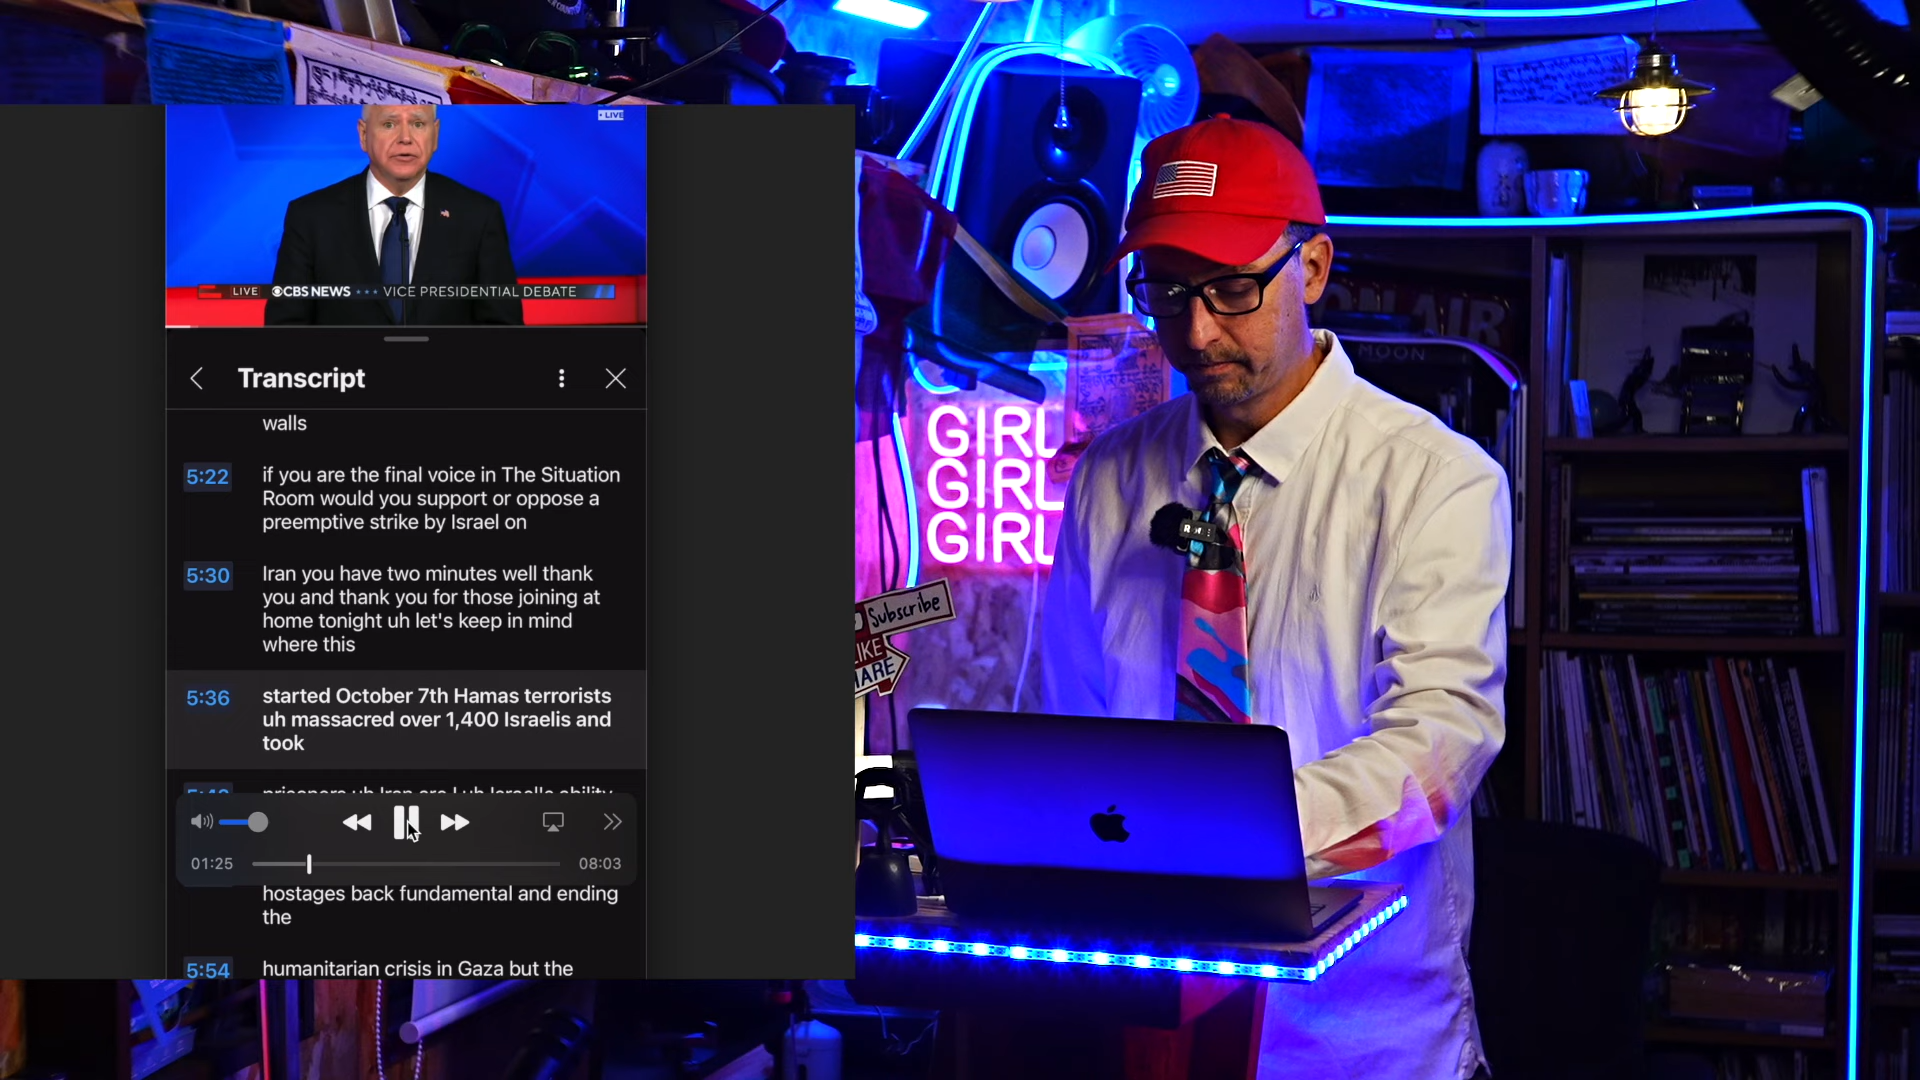 LIVE
LIVE CBS NEWS VICE PRESIDENTIAL DEBATE
Transcript
walls
5:22
if you are the final voice in The Situation
Room would you support or oppose a
preemptive strike by Israel on
5:30
Iran you have two minutes well thank
you and thank you for those joining at
home tonight uh let's keep in mind
where this
5:36
started October 7th Hamas terrorists
uh massacred over 1,400 Israelis and
took
01:25
08:03
hostages back fundamental and ending
the
5:54
humanitarian crisis in Gaza but the
GIRL
GIRL
GIRL
Subscribe
MOON